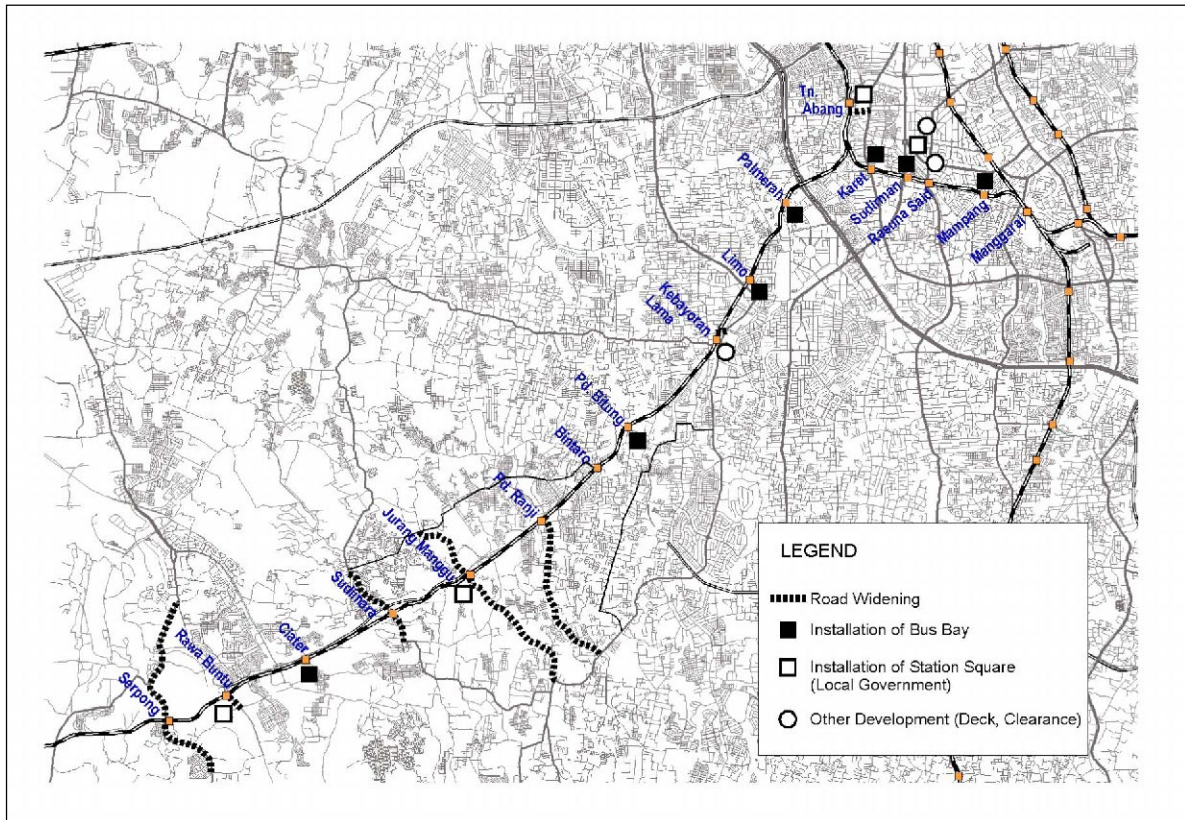 Tn.
Abang
Palmerah
Karet
Sudirman
Rasuna Said
Mampang
Manggarai
Limo
Kebayoran
Lama
Pd. Bitung
Bintaro
Pd. Ranji
Jurang Manggu
Sudimara
Ciater
Rawa Buntu
Serpong
LEGEND
Road Widening
Installation of Bus Bay
Installation of Station Square
(Local Government)
Other Development (Deck, Clearance)